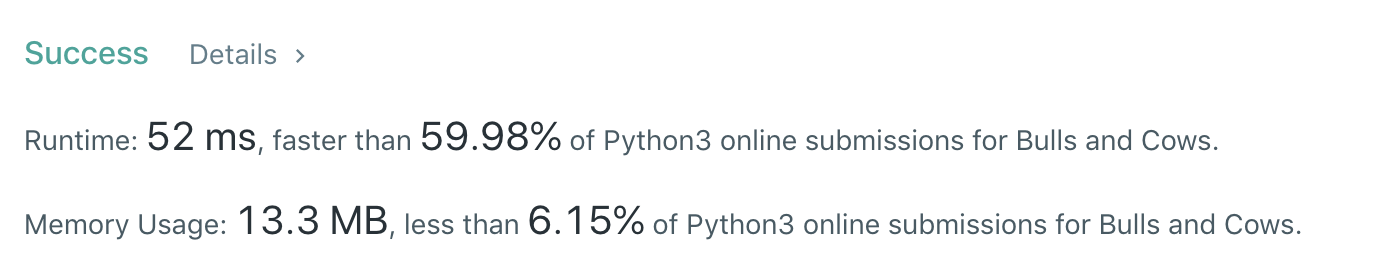 Success Details >
Runtime: 52 ms, faster than 59.98% of Python3 online submissions for Bulls and Cows.
Memory Usage: 13.3 MB, less than 6.15% of Python3 online submissions for Bulls and Cows.